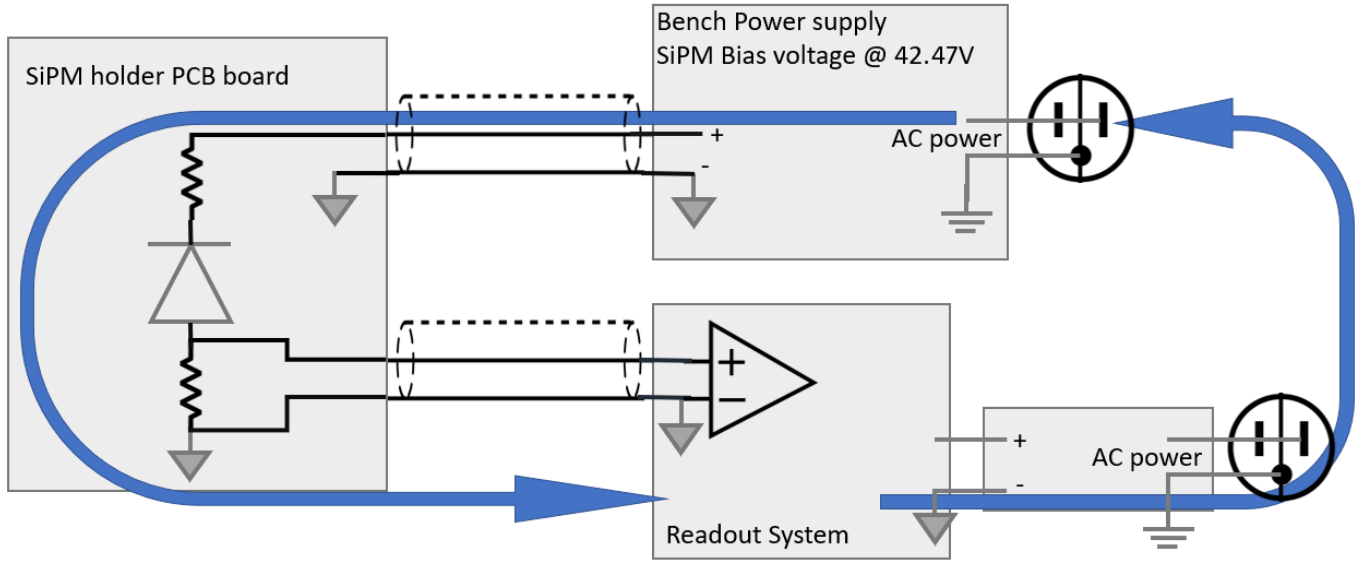 Bench Power supply
SiPM Bias voltage @ 42.47V
SiPM holder PCB board
+
-
AC power
+
-
+
-
AC power
Readout System